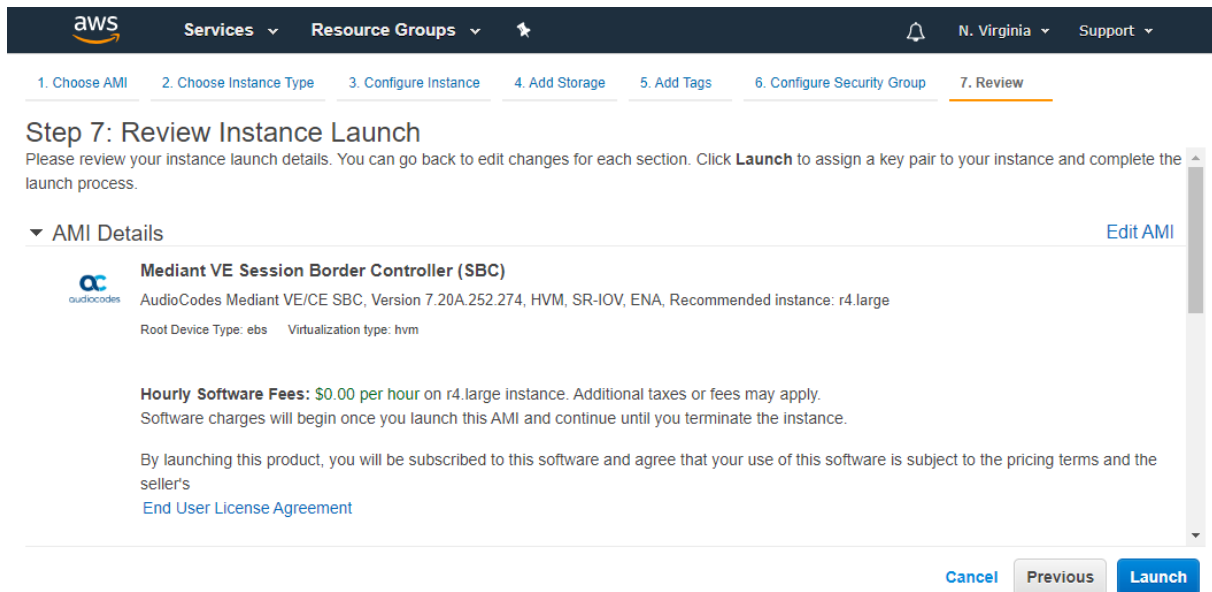 aws
Services
Resource Groups
N. Virginia
Support
1. Choose AMI
2. Choose Instance Type
3. Configure Instance
4. Add Storage
5. Add Tags
6. Configure Security Group
7. Review
Step 7: Review Instance Launch
Please review your instance launch details. You can go back to edit changes for each section. Click Launch to assign a key pair to your instance and complete the
launch process.
AMI Details
Edit AMI
audiocodes
Mediant VE Session Border Controller (SBC)
AudioCodes Mediant VE/CE SBC, Version 7.20A.252.274, HVM, SR-IOV, ENA, Recommended instance: r4.large
Root Device Type: ebs Virtualization type: hvm
Hourly Software Fees: $0.00 per hour on r4.large instance. Additional taxes or fees may apply.
Software charges will begin once you launch this AMI and continue until you terminate the instance.
By launching this product, you will be subscribed to this software and agree that your use of this software is subject to the pricing terms and the
seller's
End User License Agreement
Cancel
Previous
Launch